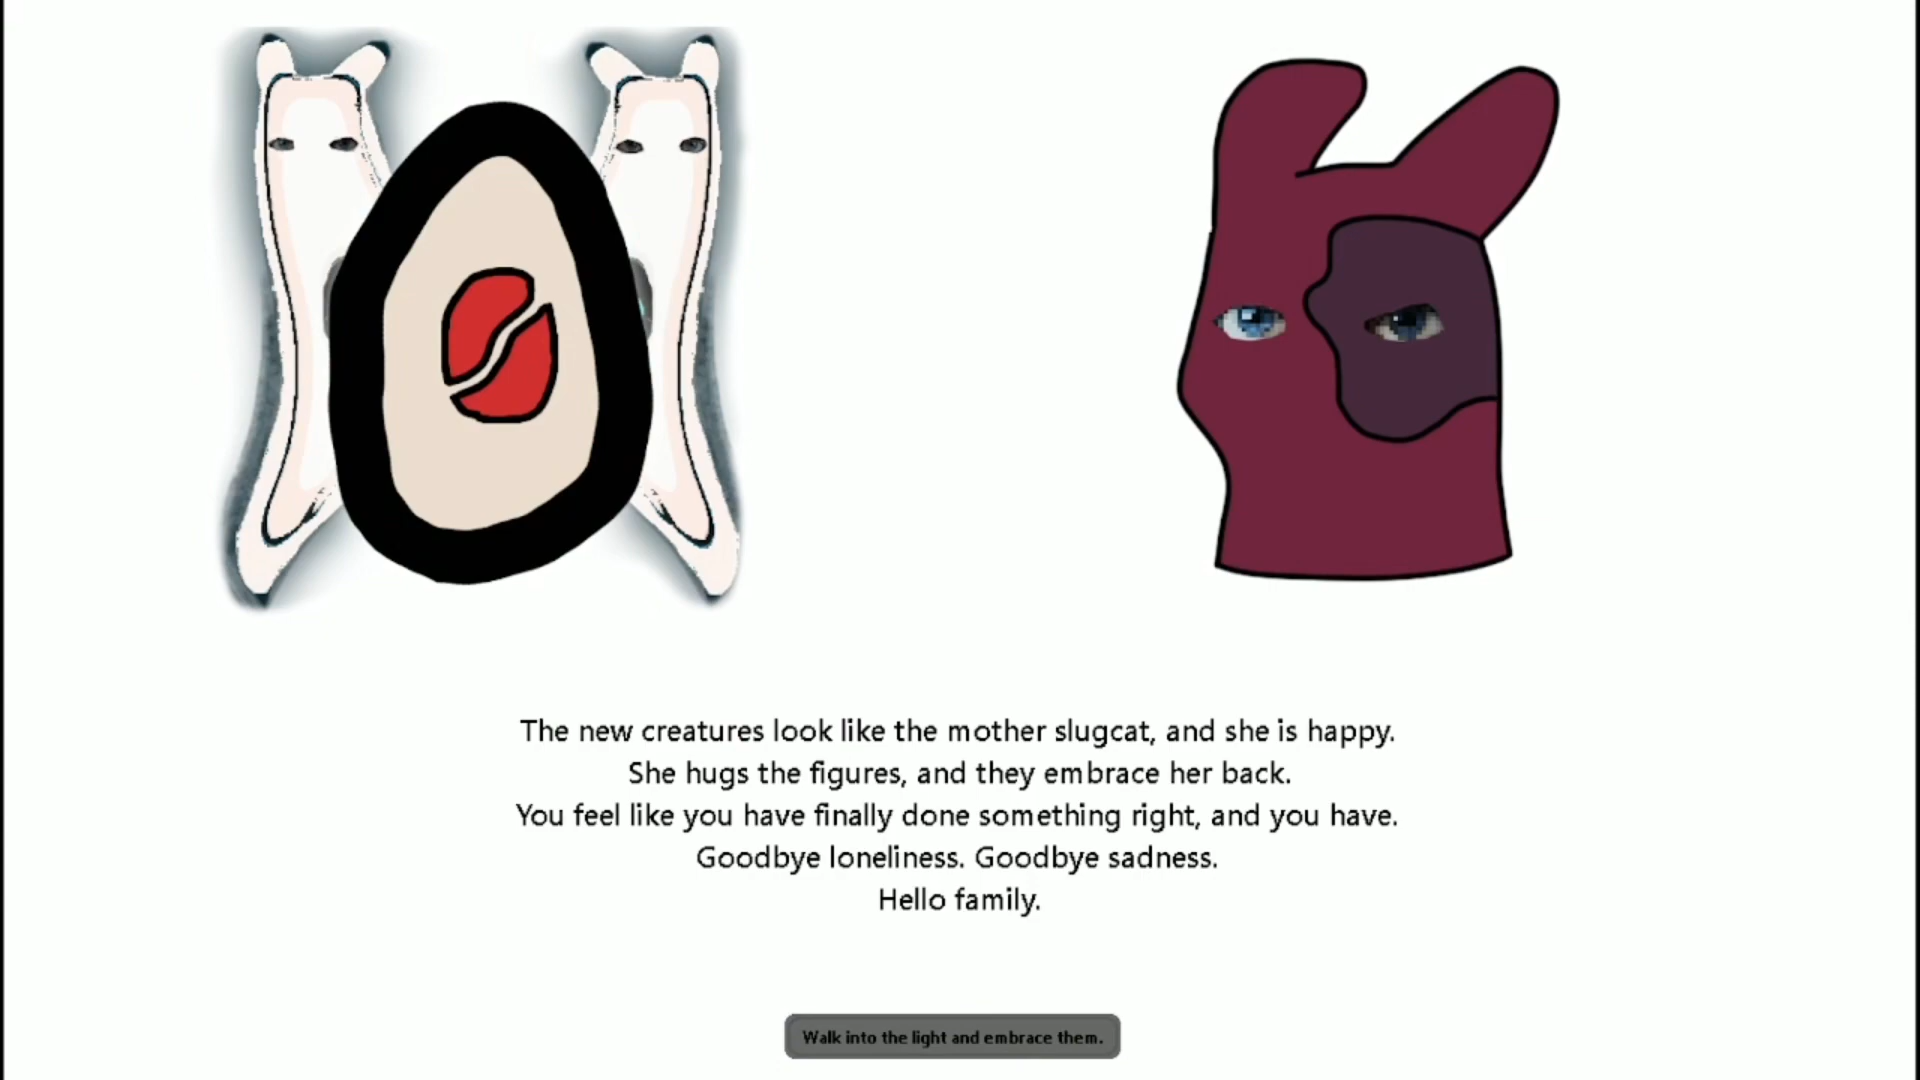 The new creatures look like the mother slugcat, and she is happy.
She hugs the figures, and they embrace her back.
You feel like you have finally done something right, and you have.
Goodbye loneliness. Goodbye sadness.
Hello family.
Walk into the light and embrace them.